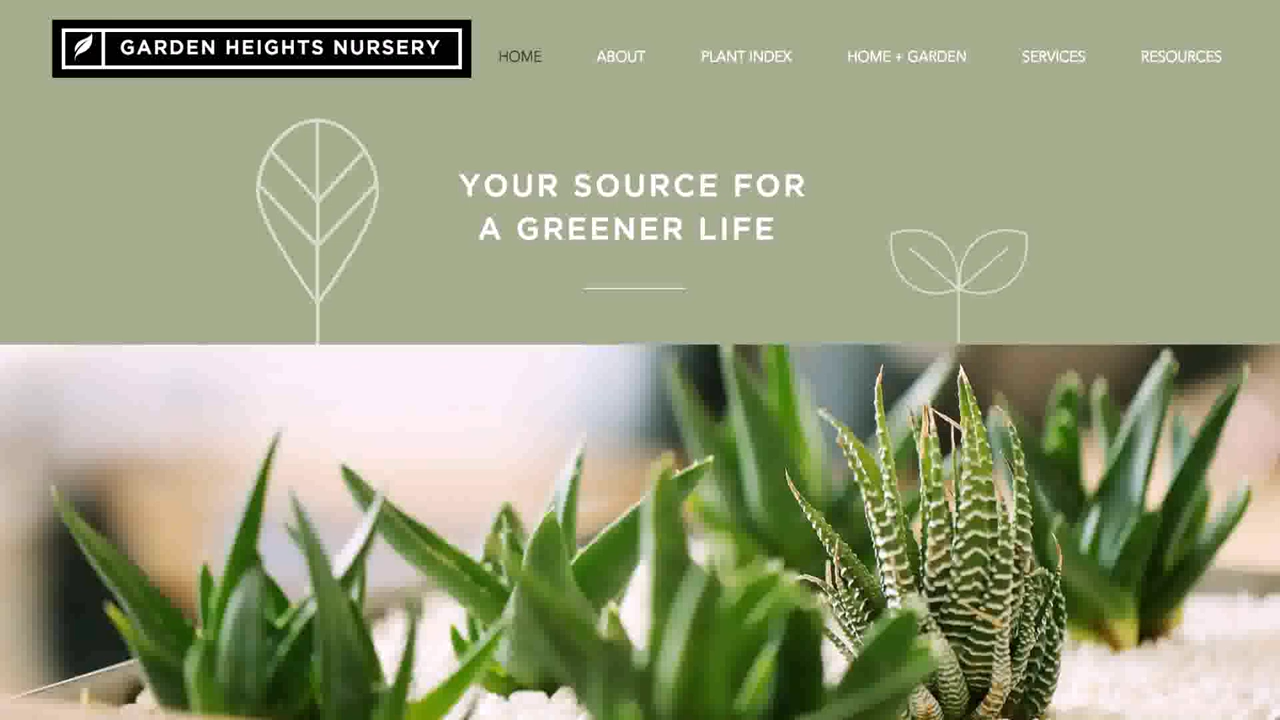 GARDEN HEIGHTS NURSERY
HOME ABOUT PLANT INDEX HOME + GARDEN SERVICES RESOURCES
YOUR SOURCE FOR
A GREENER LIFE